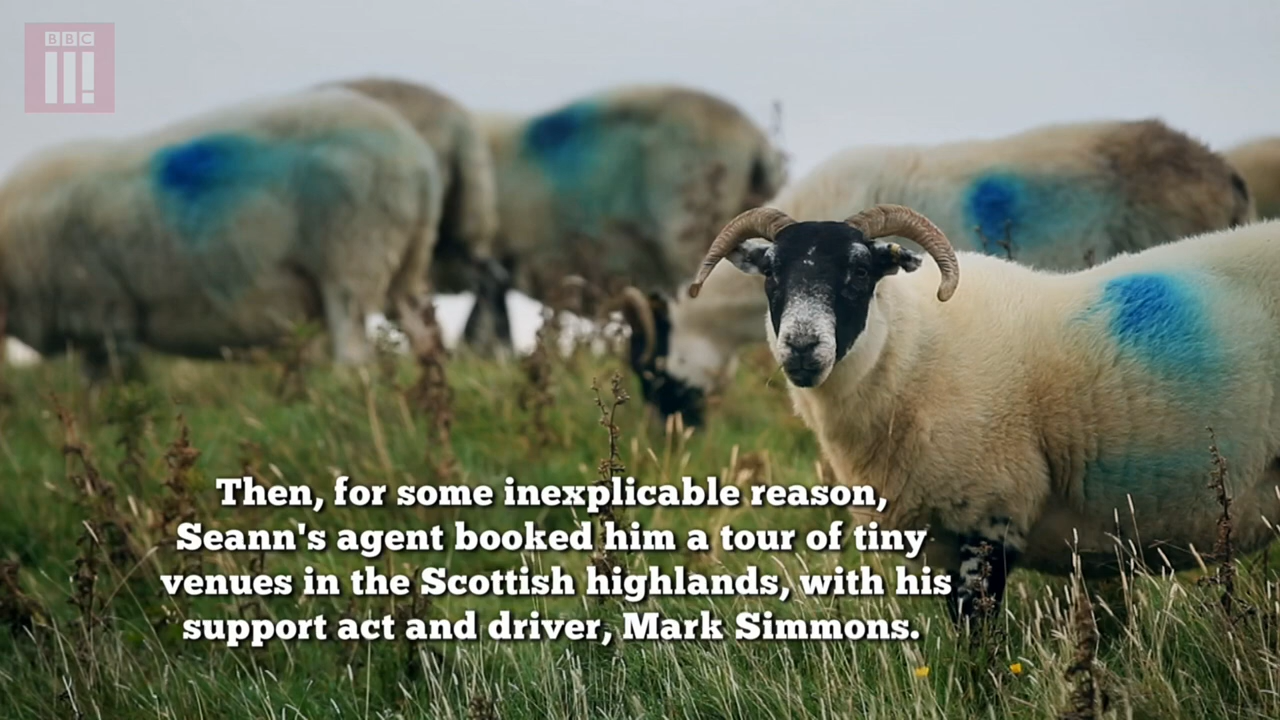 BBC
III!
Then, for some inexplicable reason,
Seann's agent booked him a tour of tiny
venues in the Scottish highlands, with his
support act and driver, Mark Simmons.